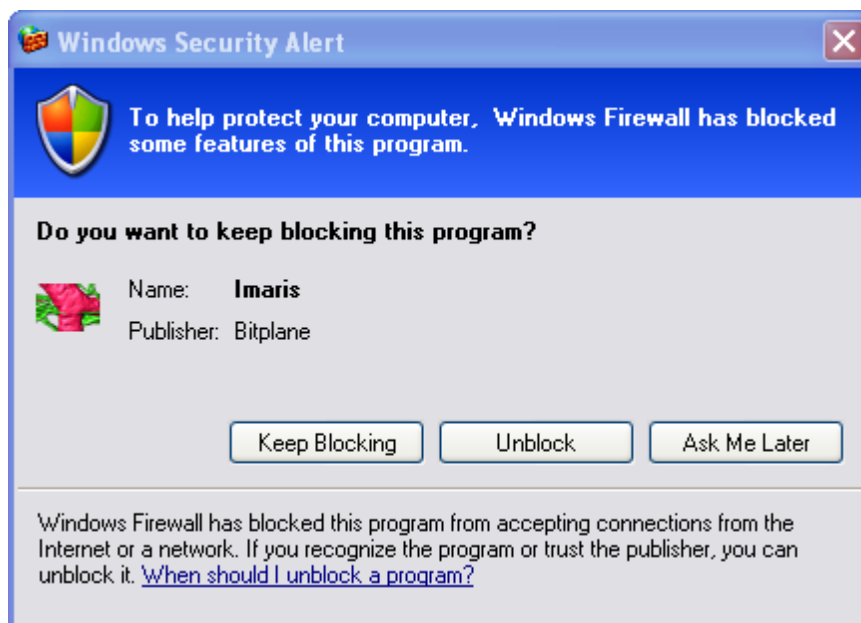 Windows Security Alert
To help protect your computer, Windows Firewall has blocked
some features of this program.
Do you want to keep blocking this program?
Name: Imaris
Publisher: Bitplane
Keep Blocking Unblock Ask Me Later
Windows Firewall has blocked this program from accepting connections from the
Internet or a network. If you recognize the program or trust the publisher, you can
unblock it. When should I unblock a program?